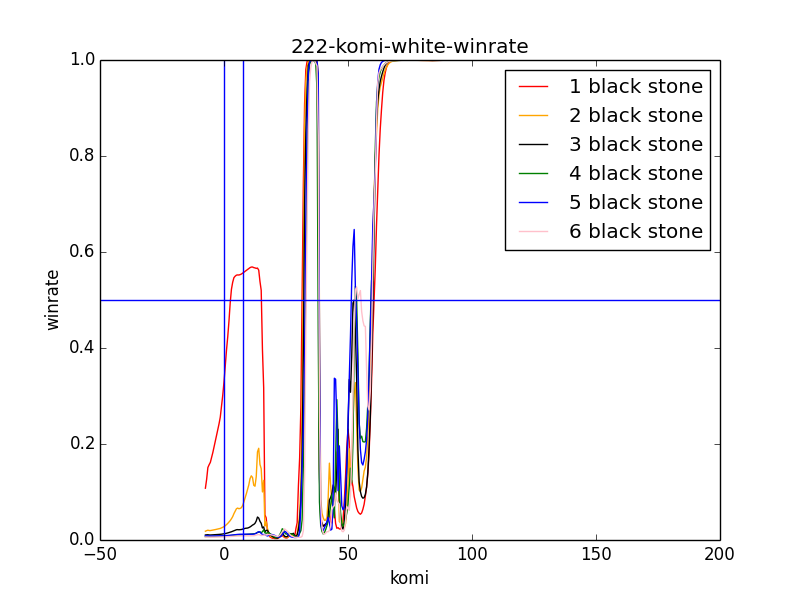 222-komi-white-winrate
1.0
0.8
0.6
0.4
0.2
0.0
winrate
1 black stone
2 black stone
3 black stone
4 black stone
5 black stone
6 black stone
−50
0
50
100
150
200
komi